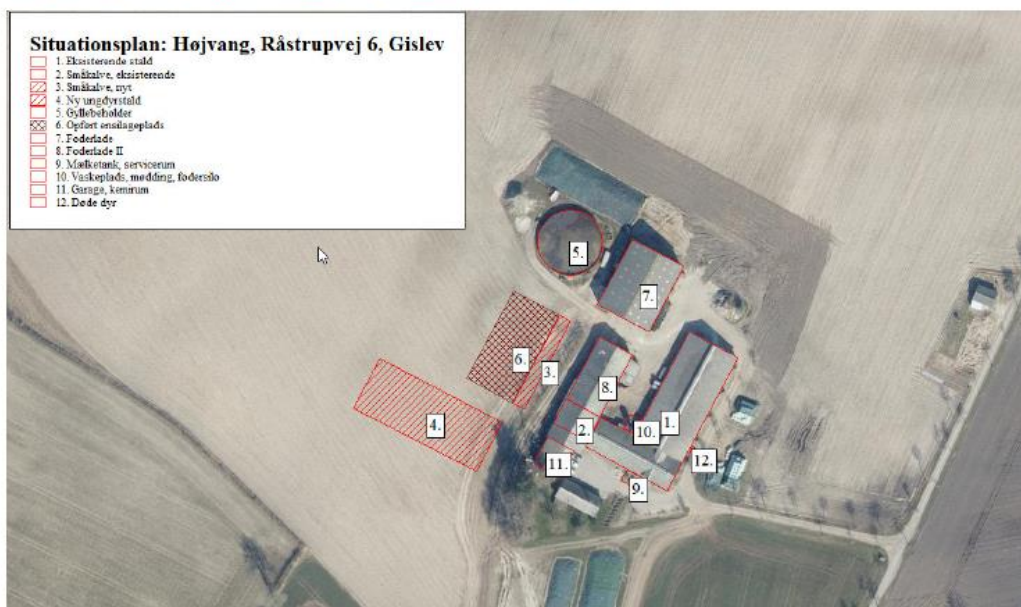 Situationsplan: Højvang, Råstrupvej 6, Gislev
1. Eksisterende stald
2. Småkalve, eksisterende
3. Småkalve, nyt
4. Ny ungdyrstald
5. Gyllebeholder
6. Opført ensilageplads
7. Foderlade
8. Foderlade II
9. Mælketank, servicerum
10. Vaskeplads, mødding, fodersilo
11. Garage, kemirum
12. Døde dyr
5.
7.
6.
3.
8.
4.
2.
10.
1.
11.
12.
9.